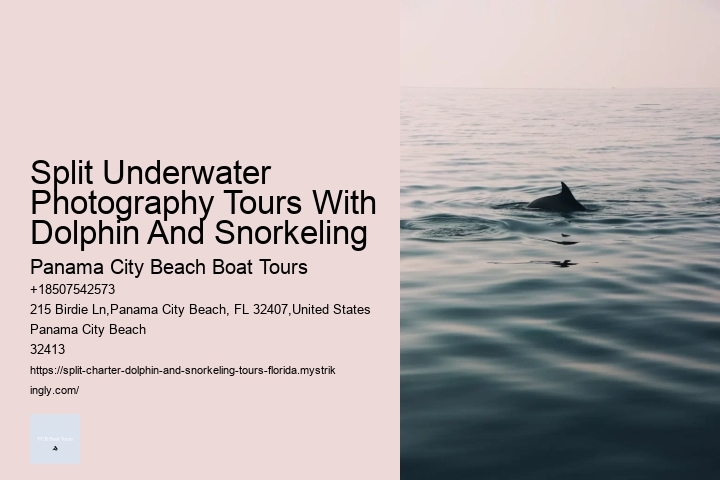 Split Underwater
Photography Tours With
Dolphin And Snorkeling
Panama City Beach Boat Tours
+18507542573
215 Birdie Ln,Panama City Beach, FL 32407,United States
Panama City Beach
32413
https://split-charter-dolphin-and-snorkeling-tours-florida.mystrik
ingly.com/